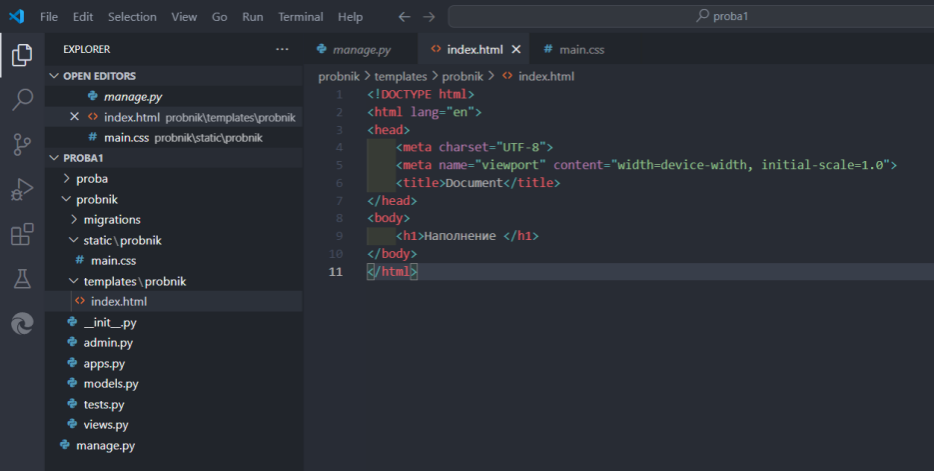 File Edit Selection View Go Run Terminal Help
proba1
EXPLORER
OPEN EDITORS
manage.py
index.html probnik\templates\probnik
main.css probnik\static\probnik
PROBA1
proba
probnik
migrations
static\probnik
main.css
templates\probnik
index.html
__init__.py
admin.py
apps.py
models.py
tests.py
views.py
manage.py
manage.py index.html main.css
probnik > templates > probnik > index.html
1 <!DOCTYPE html>
2 <html lang="en">
3 <head>
4 <meta charset="UTF-8">
5 <meta name="viewport" content="width=device-width, initial-scale=1.0">
6 <title>Document</title>
7 </head>
8 <body>
9 <h1>Наполнение </h1>
10 </body>
11 </html>